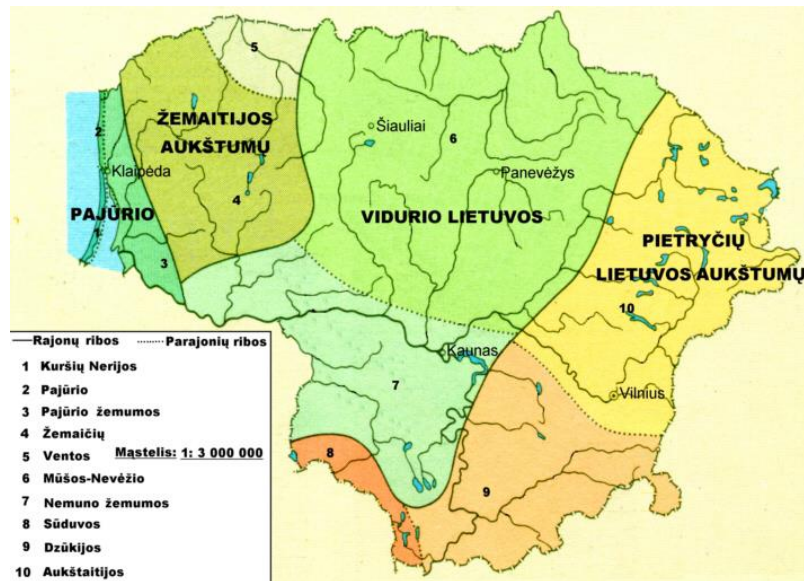 5
ŽEMAITIJOS
AUKŠTUMŲ
Šiauliai
6
2
Klaipėda
Panevėžys
4
PAJŪRIO
VIDURIO LIETUVOS
1
PIETRYČIŲ
LIETUVOS AUKŠTUMŲ
3
10
Rajonų ribos
Parajonių ribos
Kaunas
1 Kuršių Nerijos
2 Pajūrio
7
Vilnius
3 Pajūrio žemumos
4 Žemaičių
5 Ventos Mąstelis: 1: 3 000 000
8
6 Mūšos-Nevėžio
7 Nemuno žemumos
9
8 Sūduvos
9 Dzūkijos
10 Aukštaitijos